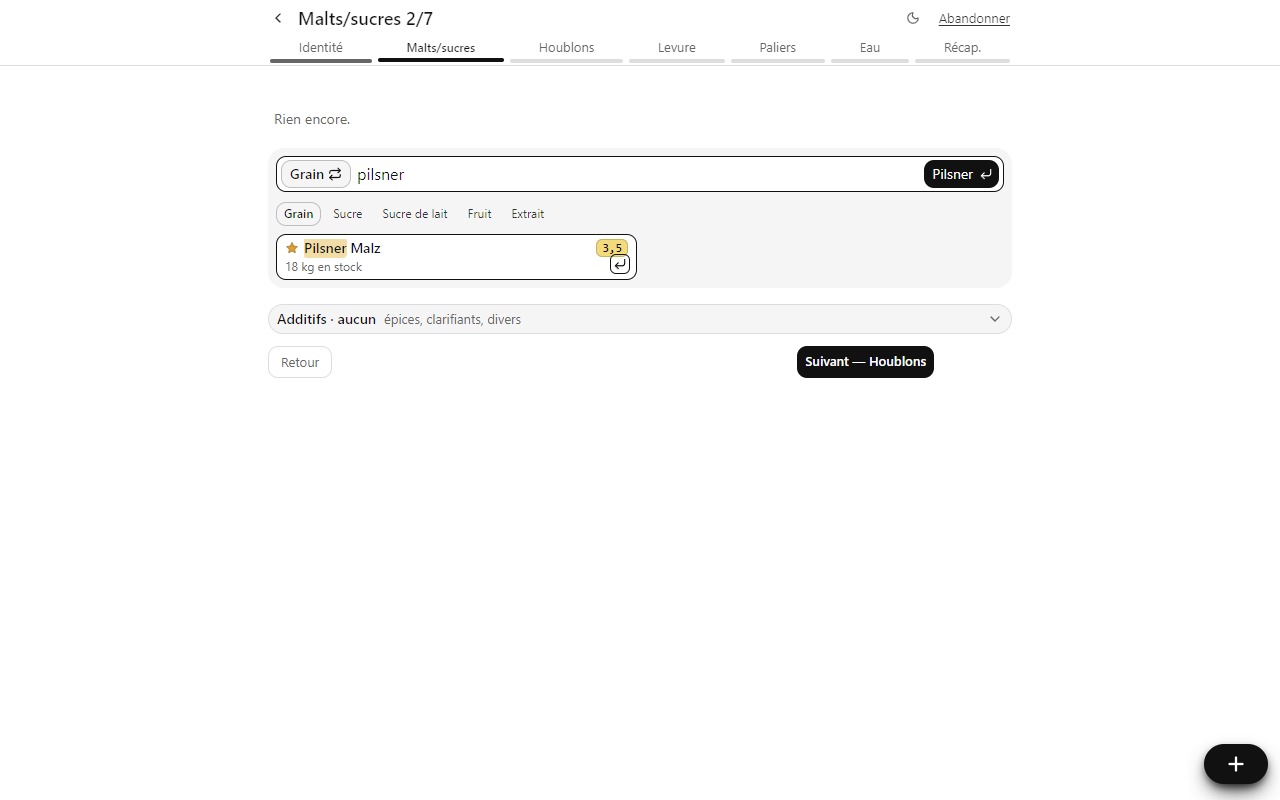 Malts/sucres 2/7
Abandonner
Identité
Malts/sucres
Houblons
Levure
Paliers
Eau
Récap.
Rien encore.
Grain
pilsner
Pilsner
Grain
Sucre
Sucre de lait
Fruit
Extrait
Pilsner Malz
3,5
18 kg en stock
Additifs · aucun épices, clarifiants, divers
Retour
Suivant — Houblons